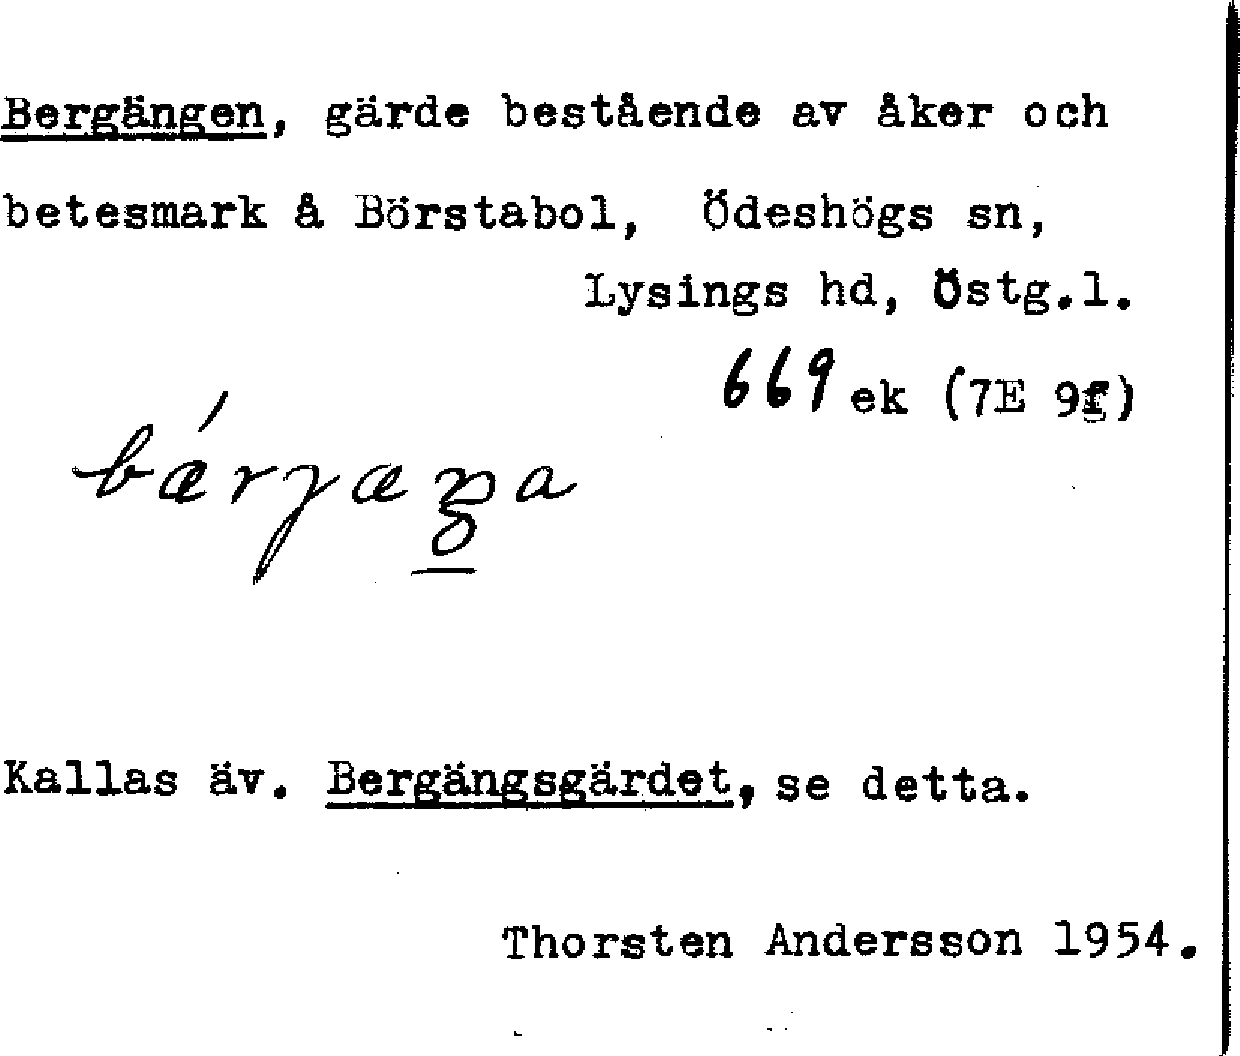 Bergängen, gärde bestående av åker och
betesmark å Börstabol, Ödeshögs sn,
Lysings hd, Östg.l.
669 ek (7E 9f)
Kallas äv. Bergängsgärdet, se detta.
Thorsten Andersson 1954.